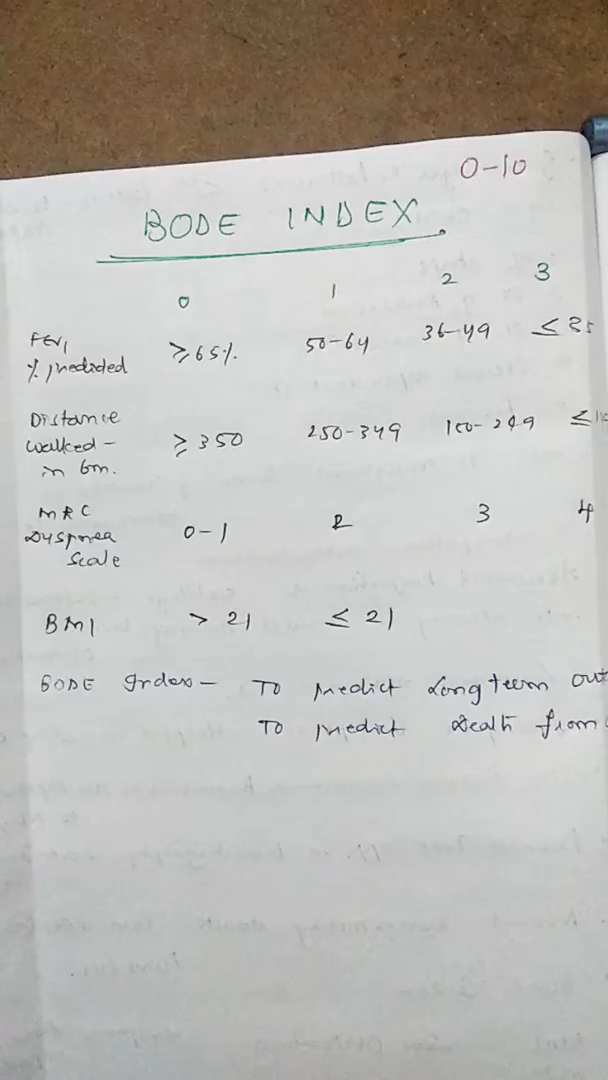 0-10
BODE INDEX
0 1 2 3
FEV1 % predicted ≥65% 50-64 36-49 ≤ 35
Distance walked - in 6m. ≥ 350 250-349 150-249 ≤
MRC Dyspnea Scale 0-1 2 3 4
BMI > 21 ≤ 21
BODE Index - To predict Long term out
To predict Death from